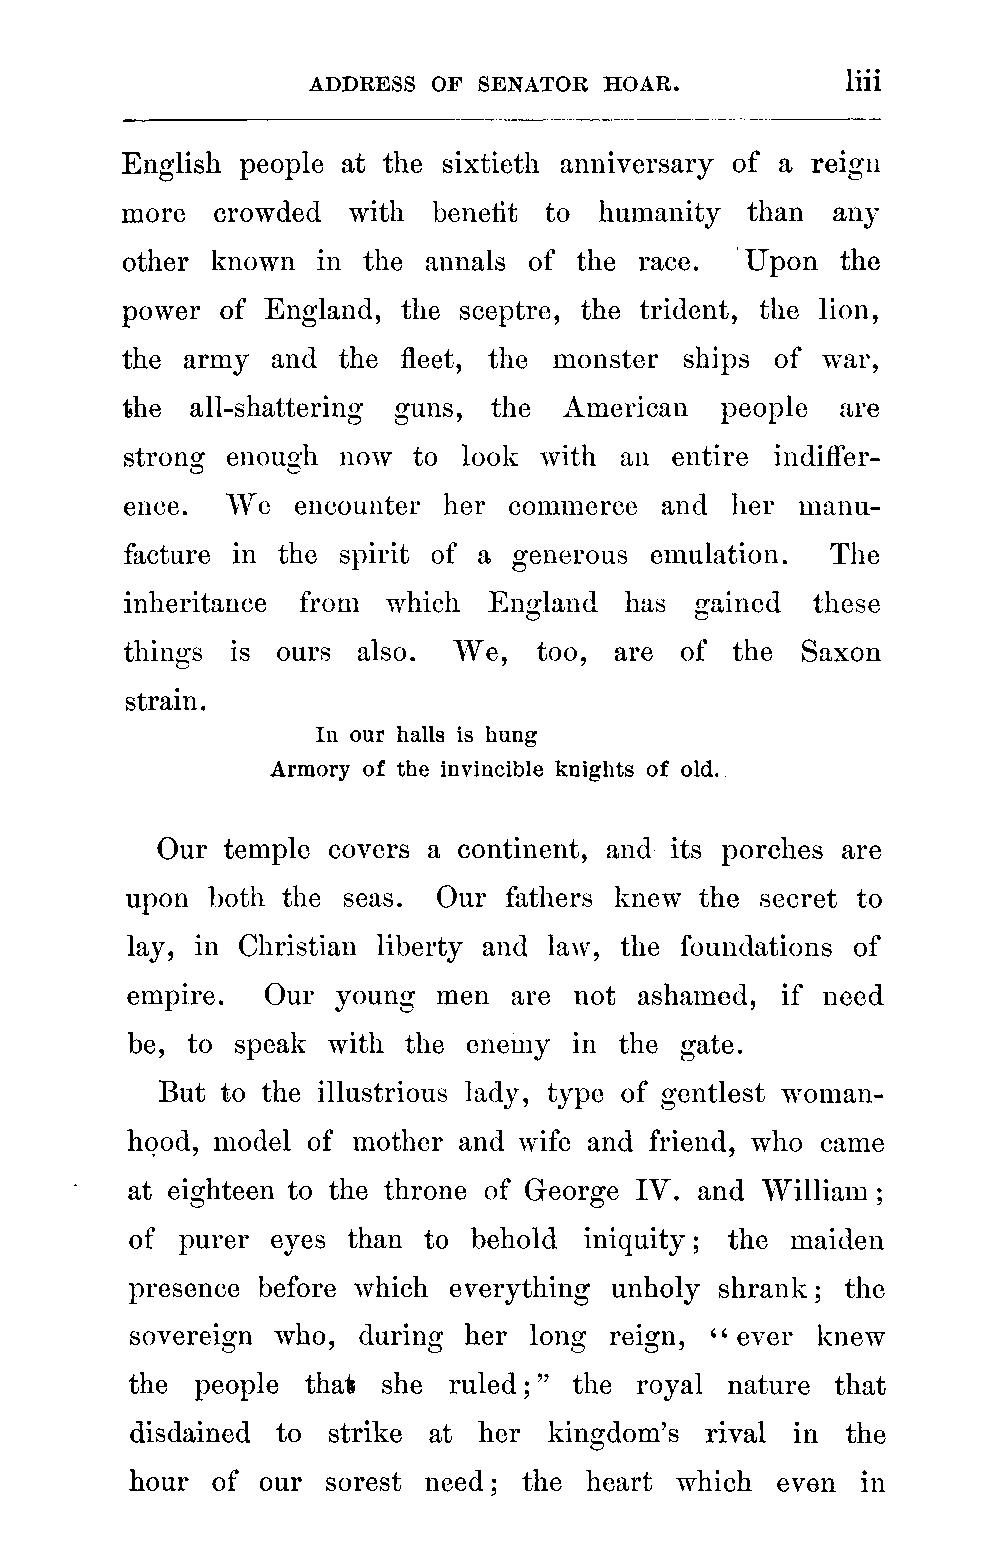 ADDRESS OF SENATOR HOAR. liii
English people at the sixtieth anniversary of a reign
more crowded with benefit to humanity than any
other known in the annals of the race. Upon the
power of England, the sceptre, the trident, the lion,
the army and the fleet, the monster ships of war,
the all-shattering guns, the American people are
strong enough now to look with an entire indiffer-
ence. We encounter her commerce and her manu-
facture in the spirit of a generous emulation. The
inheritance from which England has gained these
things is ours also. We, too, are of the Saxon
strain.
In our halls is hung
Armory of the invincible knights of old.
Our temple covers a continent, and its porches are
upon both the seas. Our fathers knew the secret to
lay, in Christian liberty and law, the foundations of
empire. Our young men are not ashamed, if need
be, to speak with the enemy in the gate.
But to the illustrious lady, type of gentlest woman-
hood, model of mother and wife and friend, who came
at eighteen to the throne of George IV. and William;
of purer eyes than to behold iniquity; the maiden
presence before which everything unholy shrank; the
sovereign who, during her long reign, "ever knew
the people that she ruled;" the royal nature that
disdained to strike at her kingdom's rival in the
hour of our sorest need; the heart which even in